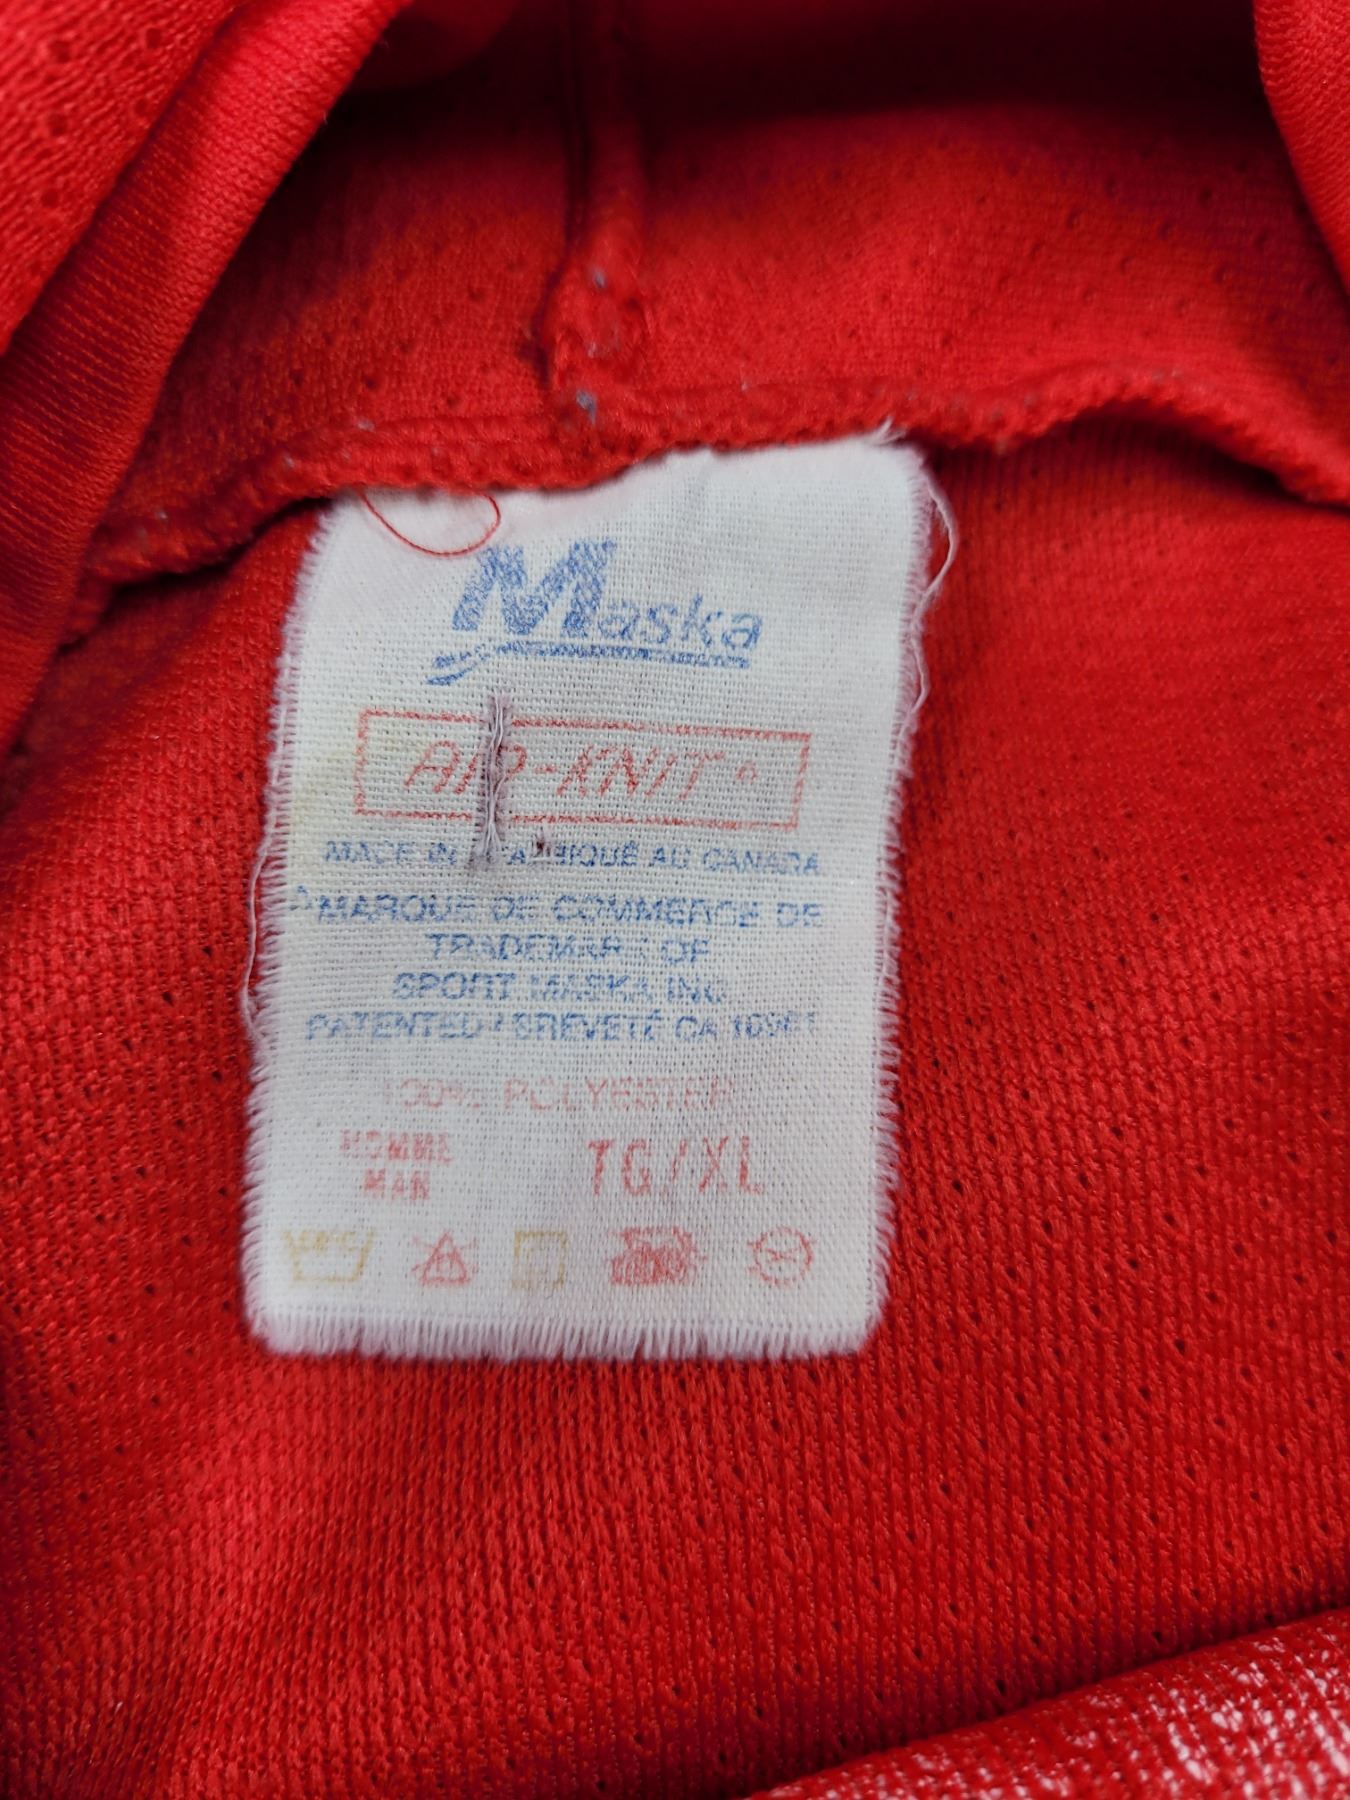 Maska
AIR-KNIT
MADE IN / FABRIQUÉ AU CANADA
MARQUE DE COMMERCE DE
TRADEMARK OF
SPORT MASKA INC
PATENTED / BREVETÉ CA
100% POLYESTER
HOMME
MAN
TG/XL